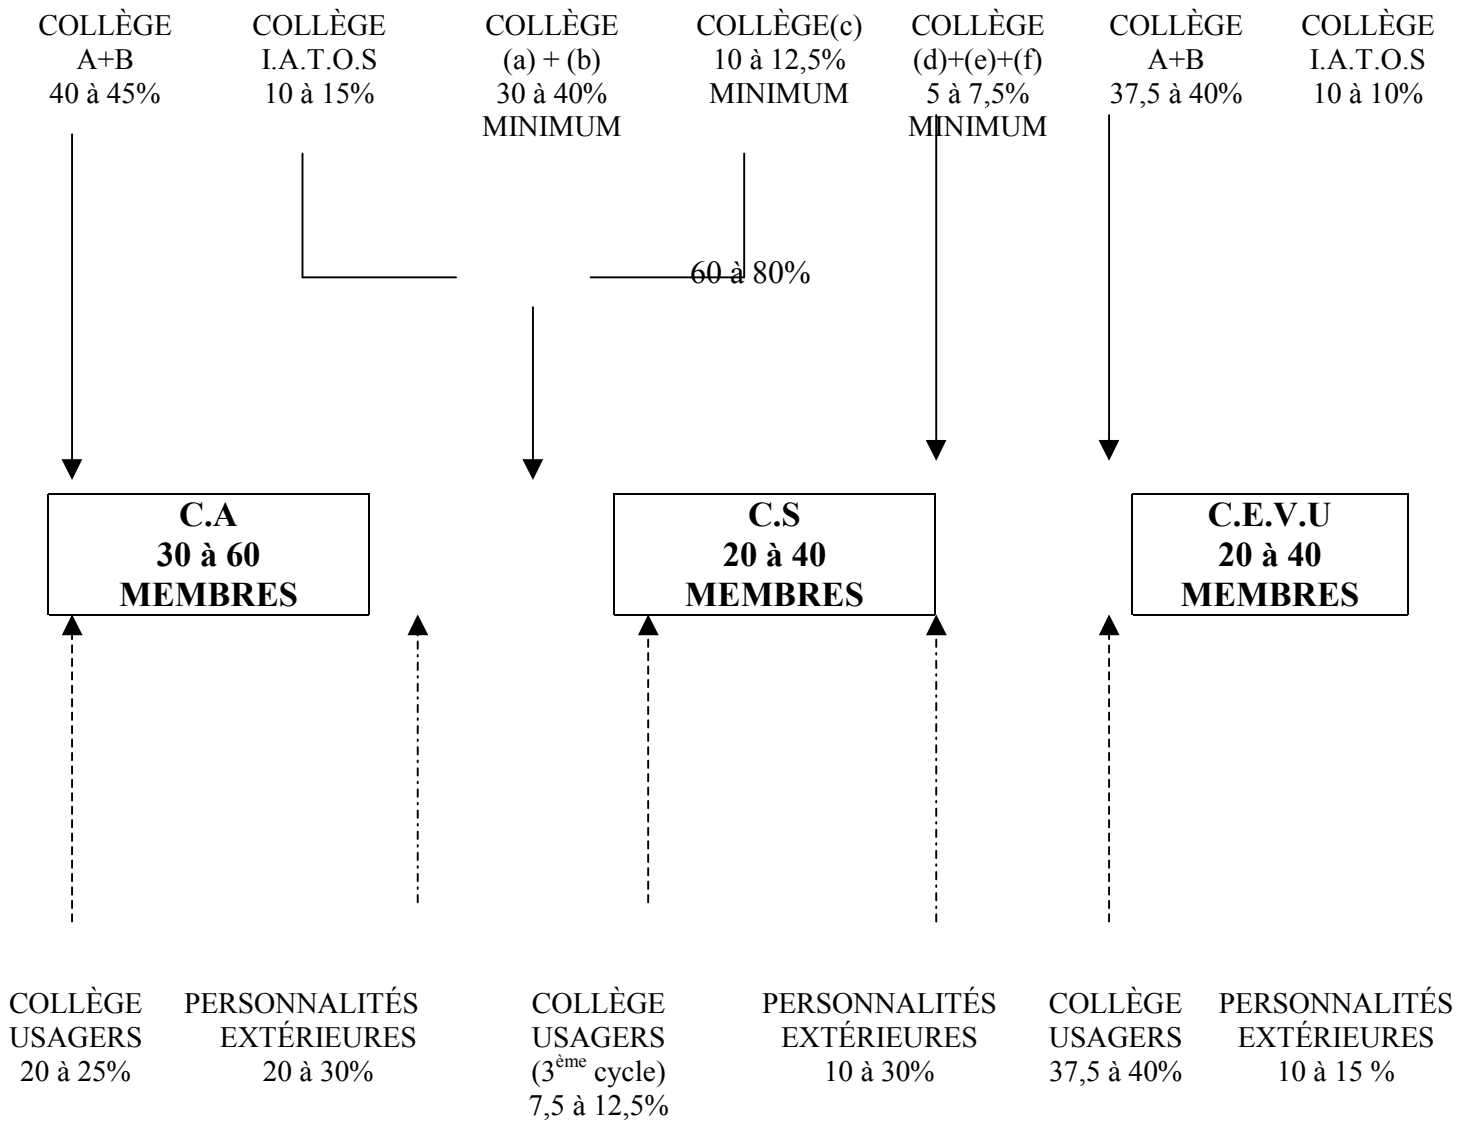 COLLÈGE
A+B
40 à 45%
COLLÈGE
I.A.T.O.S
10 à 15%
COLLÈGE
(a) + (b)
30 à 40%
MINIMUM
COLLÈGE(c)
10 à 12,5%
MINIMUM
COLLÈGE
(d)+(e)+(f)
5 à 7,5%
MINIMUM
COLLÈGE
A+B
37,5 à 40%
COLLÈGE
I.A.T.O.S
10 à 10%
60 à 80%
C.A
30 à 60
MEMBRES
C.S
20 à 40
MEMBRES
C.E.V.U
20 à 40
MEMBRES
COLLÈGE
USAGERS
20 à 25%
PERSONNALITÉS
EXTÉRIEURES
20 à 30%
COLLÈGE
USAGERS
(3ème cycle)
7,5 à 12,5%
PERSONNALITÉS
EXTÉRIEURES
10 à 30%
COLLÈGE
USAGERS
37,5 à 40%
PERSONNALITÉS
EXTÉRIEURES
10 à 15 %